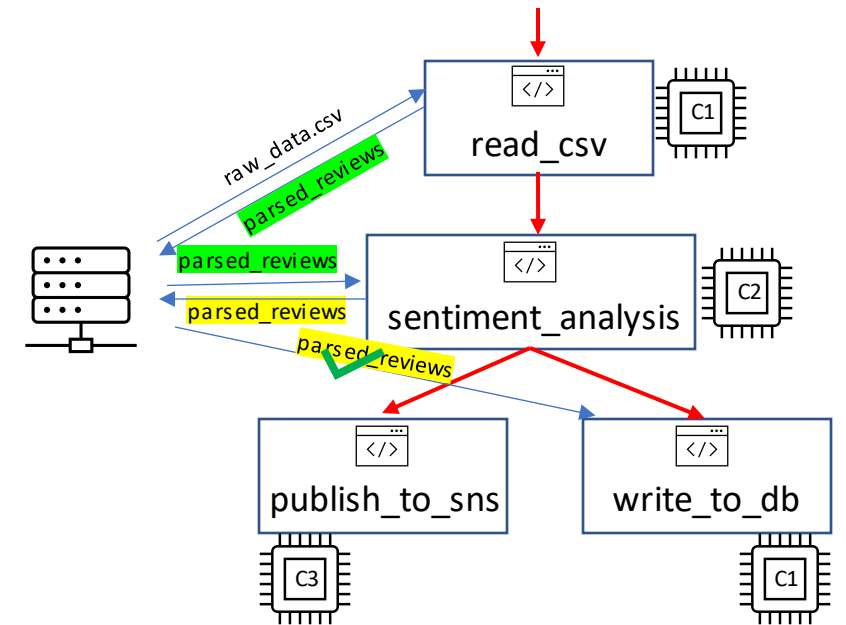 </>
C1
read_csv
raw_data.csv
parsed_reviews
parsed_reviews
</>
C2
sentiment_analysis
parsed_reviews
parsed_reviews
</>
publish_to_sns
C3
</>
write_to_db
C1